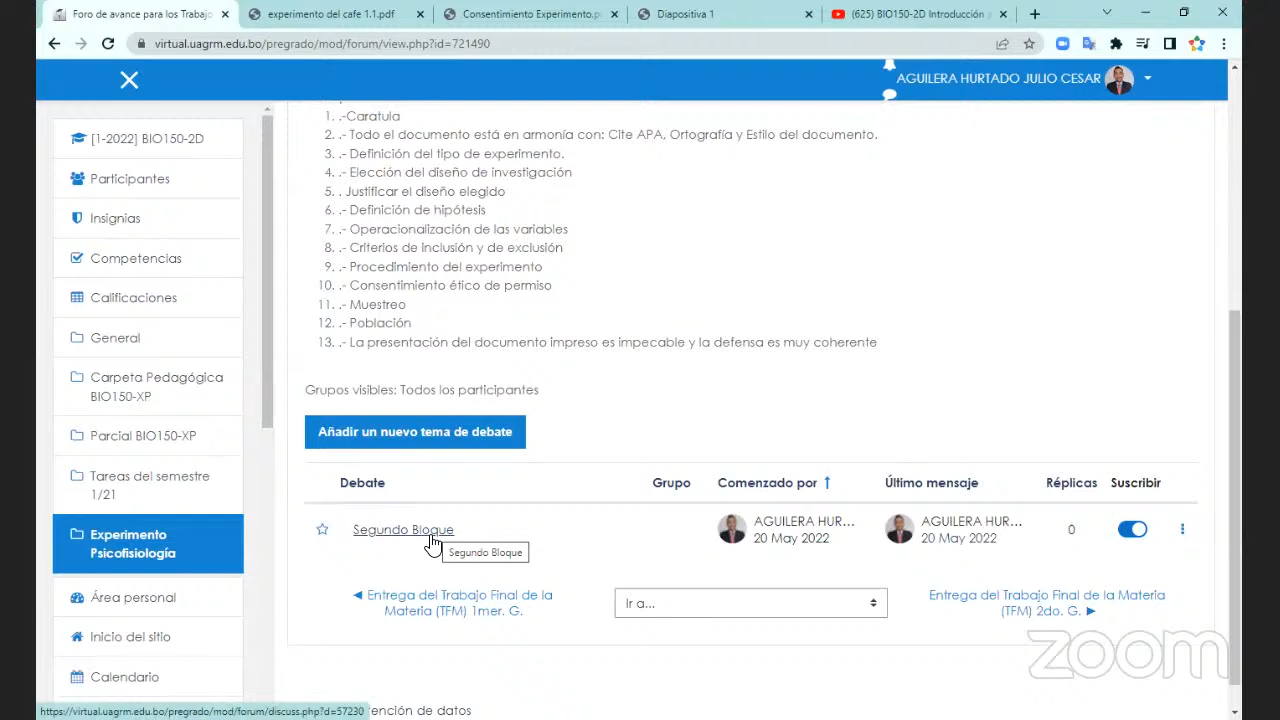 Foro de avance para los Trabajo
experimento del cafe 1.1.pdf
Consentimiento Experimento.p
Diapositiva 1
(625) BIO150-2D Introducción y
virtual.uagrm.edu.bo/pregrado/mod/forum/view.php?id=721490
AGUILERA HURTADO JULIO CESAR
[1-2022] BIO150-2D
Participantes
Insignias
Competencias
Calificaciones
General
Carpeta Pedagógica
BIO150-XP
Parcial BIO150-XP
Tareas del semestre
1/21
Experimento
Psicofisiología
Área personal
Inicio del sitio
Calendario
1. .-Caratula
2. .- Todo el documento está en armonía con: Cite APA, Ortografía y Estilo del documento.
3. .- Definición del tipo de experimento.
4. .- Elección del diseño de investigación
5. . Justificar el diseño elegido
6. .- Definición de hipótesis
7. .- Operacionalización de las variables
8. .- Criterios de inclusión y de exclusión
9. .- Procedimiento del experimento
10. .- Consentimiento ético de permiso
11. .- Muestreo
12. .- Población
13. .- La presentación del documento impreso es impecable y la defensa es muy coherente
Grupos visibles: Todos los participantes
Añadir un nuevo tema de debate
Debate Grupo Comenzado por ↑ Último mensaje Réplicas Suscribir
Segundo Bloque AGUILERA HUR... AGUILERA HUR... 0
20 May 2022 20 May 2022
Segundo Bloque
◀ Entrega del Trabajo Final de la
Materia (TFM) 1mer. G.
Ir a...
Entrega del Trabajo Final de la Materia
(TFM) 2do. G. ▶
zoom
https://virtual.uagrm.edu.bo/pregrado/mod/forum/discuss.php?d=57230
ención de datos